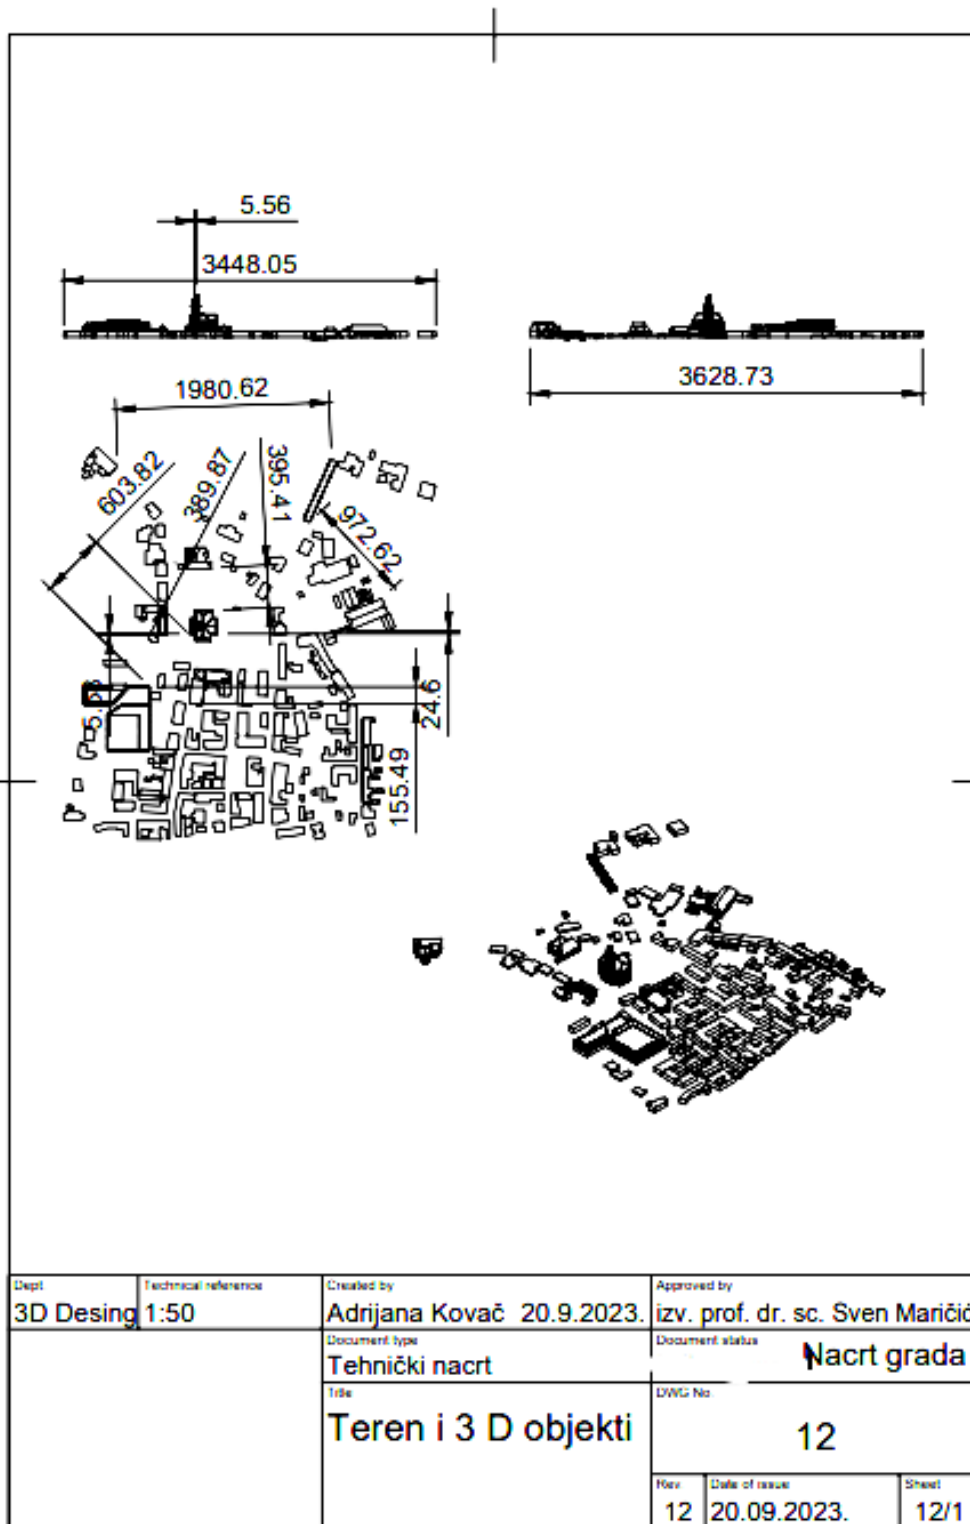 5.56
3448.05
3628.73
1980.62
603.82
389.87
395.41
972.62
24.6
155.49
Dept
Technical reference
Created by
Approved by
3D Desing
1:50
Adrijana Kovač 20.9.2023.
izv. prof. dr. sc. Sven Maričić
Document type
Document status
Tehnički nacrt
Nacrt grada
Title
DWG No.
Teren i 3 D objekti
12
Rev.
Date of issue
Sheet
12
20.09.2023.
12/1